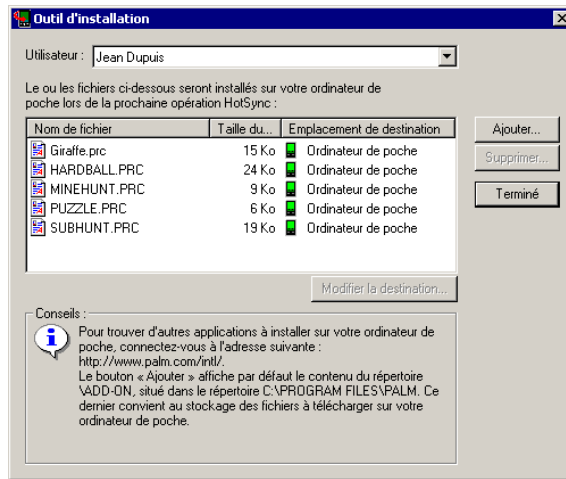 Outil d'installation
Utilisateur : Jean Dupuis
Le ou les fichiers ci-dessous seront installés sur votre ordinateur de
poche lors de la prochaine opération HotSync :
Nom de fichier Taille du... Emplacement de destination
Giraffe.prc 15 Ko Ordinateur de poche
HARDBALL.PRC 24 Ko Ordinateur de poche
MINEHUNT.PRC 9 Ko Ordinateur de poche
PUZZLE.PRC 6 Ko Ordinateur de poche
SUBHUNT.PRC 19 Ko Ordinateur de poche
Ajouter...
Supprimer...
Terminé
Modifier la destination...
Conseils :
Pour trouver d'autres applications à installer sur votre ordinateur de
poche, connectez-vous à l'adresse suivante :
http://www.palm.com/intl/.
Le bouton « Ajouter » affiche par défaut le contenu du répertoire
\ADD-ON, situé dans le répertoire C:\PROGRAM FILES\PALM. Ce
dernier convient au stockage des fichiers à télécharger sur votre
ordinateur de poche.